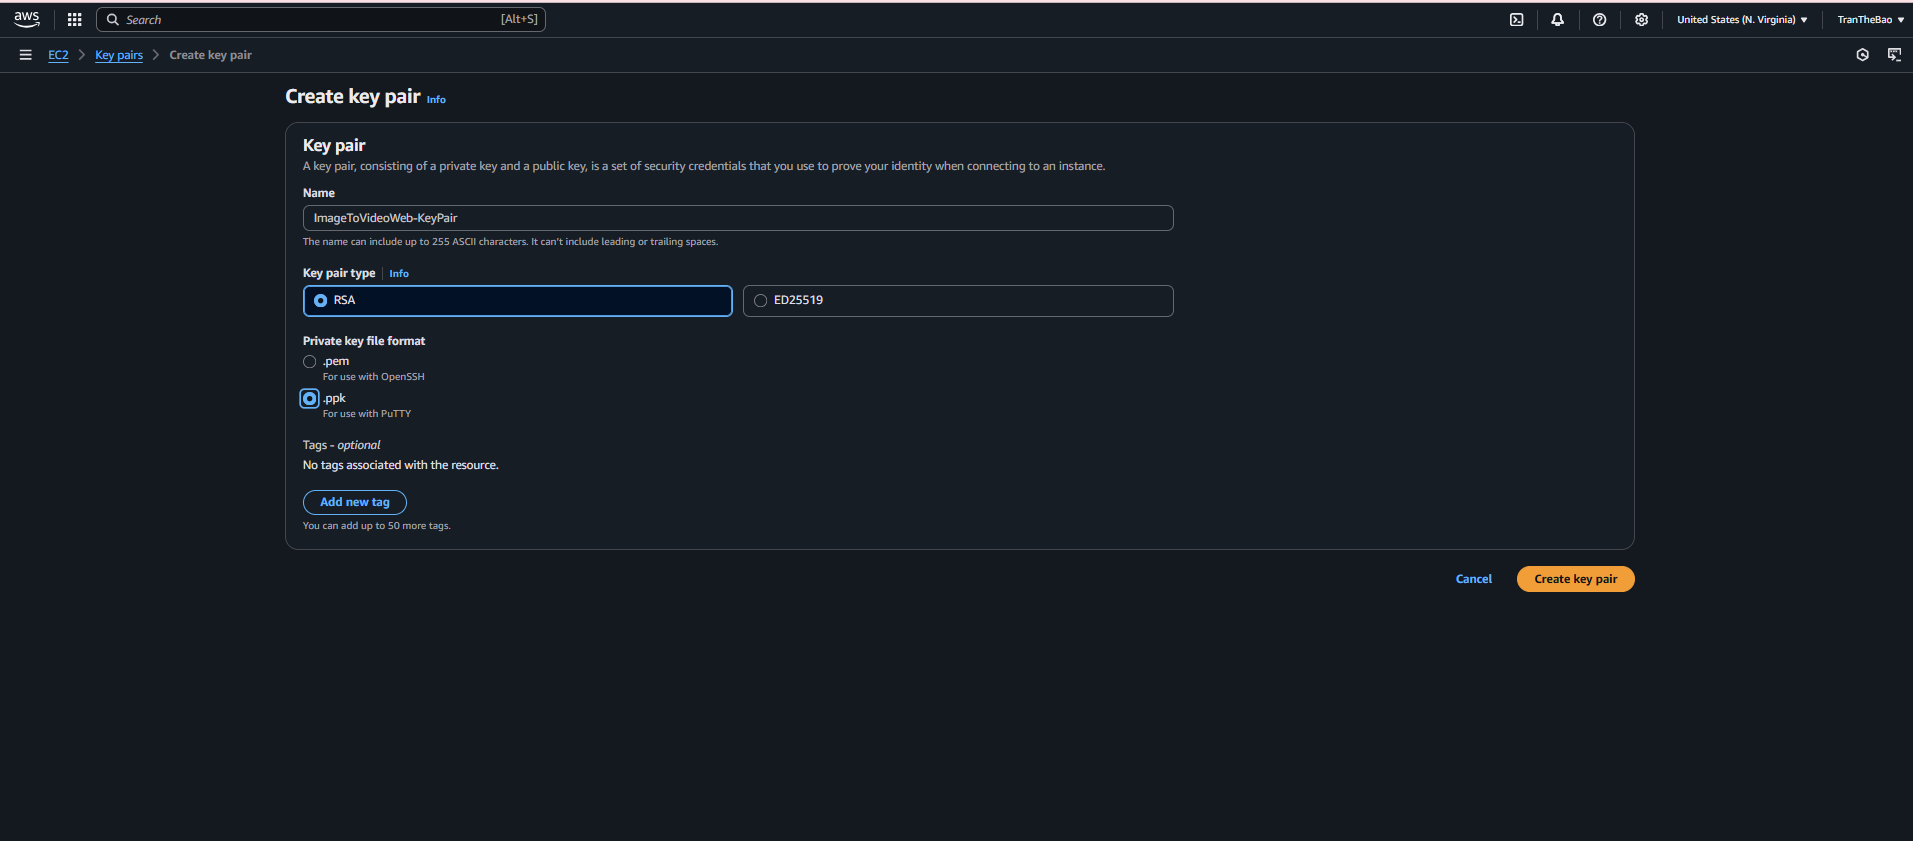 aws
Search [Alt+S]
United States (N. Virginia) ▼
TranTheBao ▼
EC2 > Key pairs > Create key pair
Create key pair Info
Key pair
A key pair, consisting of a private key and a public key, is a set of security credentials that you use to prove your identity when connecting to an instance.
Name
ImageToVideoWeb-KeyPair
The name can include up to 255 ASCII characters. It can't include leading or trailing spaces.
Key pair type | Info
RSA
ED25519
Private key file format
.pem
For use with OpenSSH
.ppk
For use with PuTTY
Tags - optional
No tags associated with the resource.
Add new tag
You can add up to 50 more tags.
Cancel
Create key pair